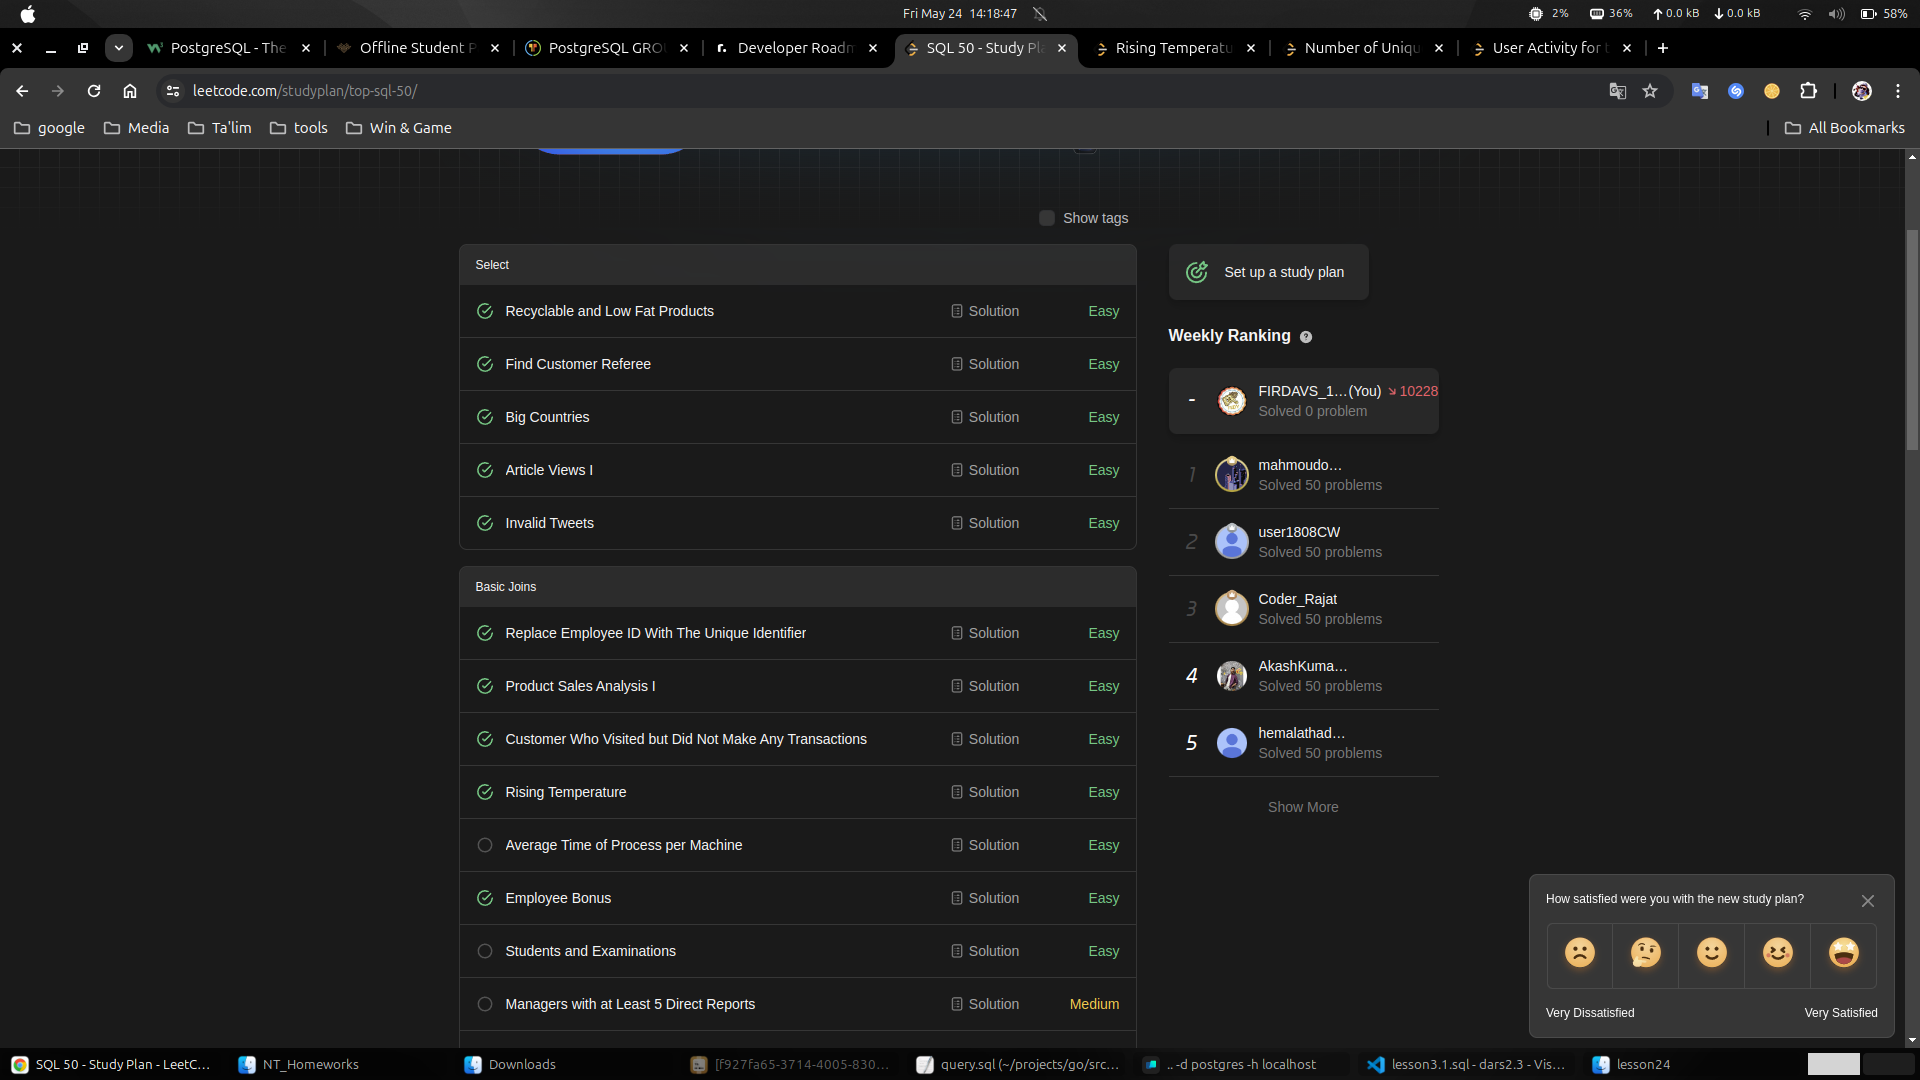 Fri May 24 14:18:47
2%
36%
0.0 kB
0.0 kB
58%
PostgreSQL - The
Offline Student P
PostgreSQL GRO
Developer Roadm
SQL 50 - Study Pla
Rising Temperatu
Number of Uniqu
User Activity for t
leetcode.com/studyplan/top-sql-50/
google
Media
Ta'lim
tools
Win & Game
All Bookmarks
Show tags
Select
Recyclable and Low Fat Products Solution Easy
Find Customer Referee Solution Easy
Big Countries Solution Easy
Article Views I Solution Easy
Invalid Tweets Solution Easy
Basic Joins
Replace Employee ID With The Unique Identifier Solution Easy
Product Sales Analysis I Solution Easy
Customer Who Visited but Did Not Make Any Transactions Solution Easy
Rising Temperature Solution Easy
Average Time of Process per Machine Solution Easy
Employee Bonus Solution Easy
Students and Examinations Solution Easy
Managers with at Least 5 Direct Reports Solution Medium
Set up a study plan
Weekly Ranking
- FIRDAVS_1...(You) 10228
Solved 0 problem
1 mahmoudo...
Solved 50 problems
2 user1808CW
Solved 50 problems
3 Coder_Rajat
Solved 50 problems
4 AkashKuma...
Solved 50 problems
5 hemalathad...
Solved 50 problems
Show More
How satisfied were you with the new study plan?
Very Dissatisfied Very Satisfied
SQL 50 - Study Plan - LeetC...
NT_Homeworks
Downloads
[f927fa65-3714-4005-830...
query.sql (~/projects/go/src...
.. -d postgres -h localhost
lesson3.1.sql - dars2.3 - Vis...
lesson24